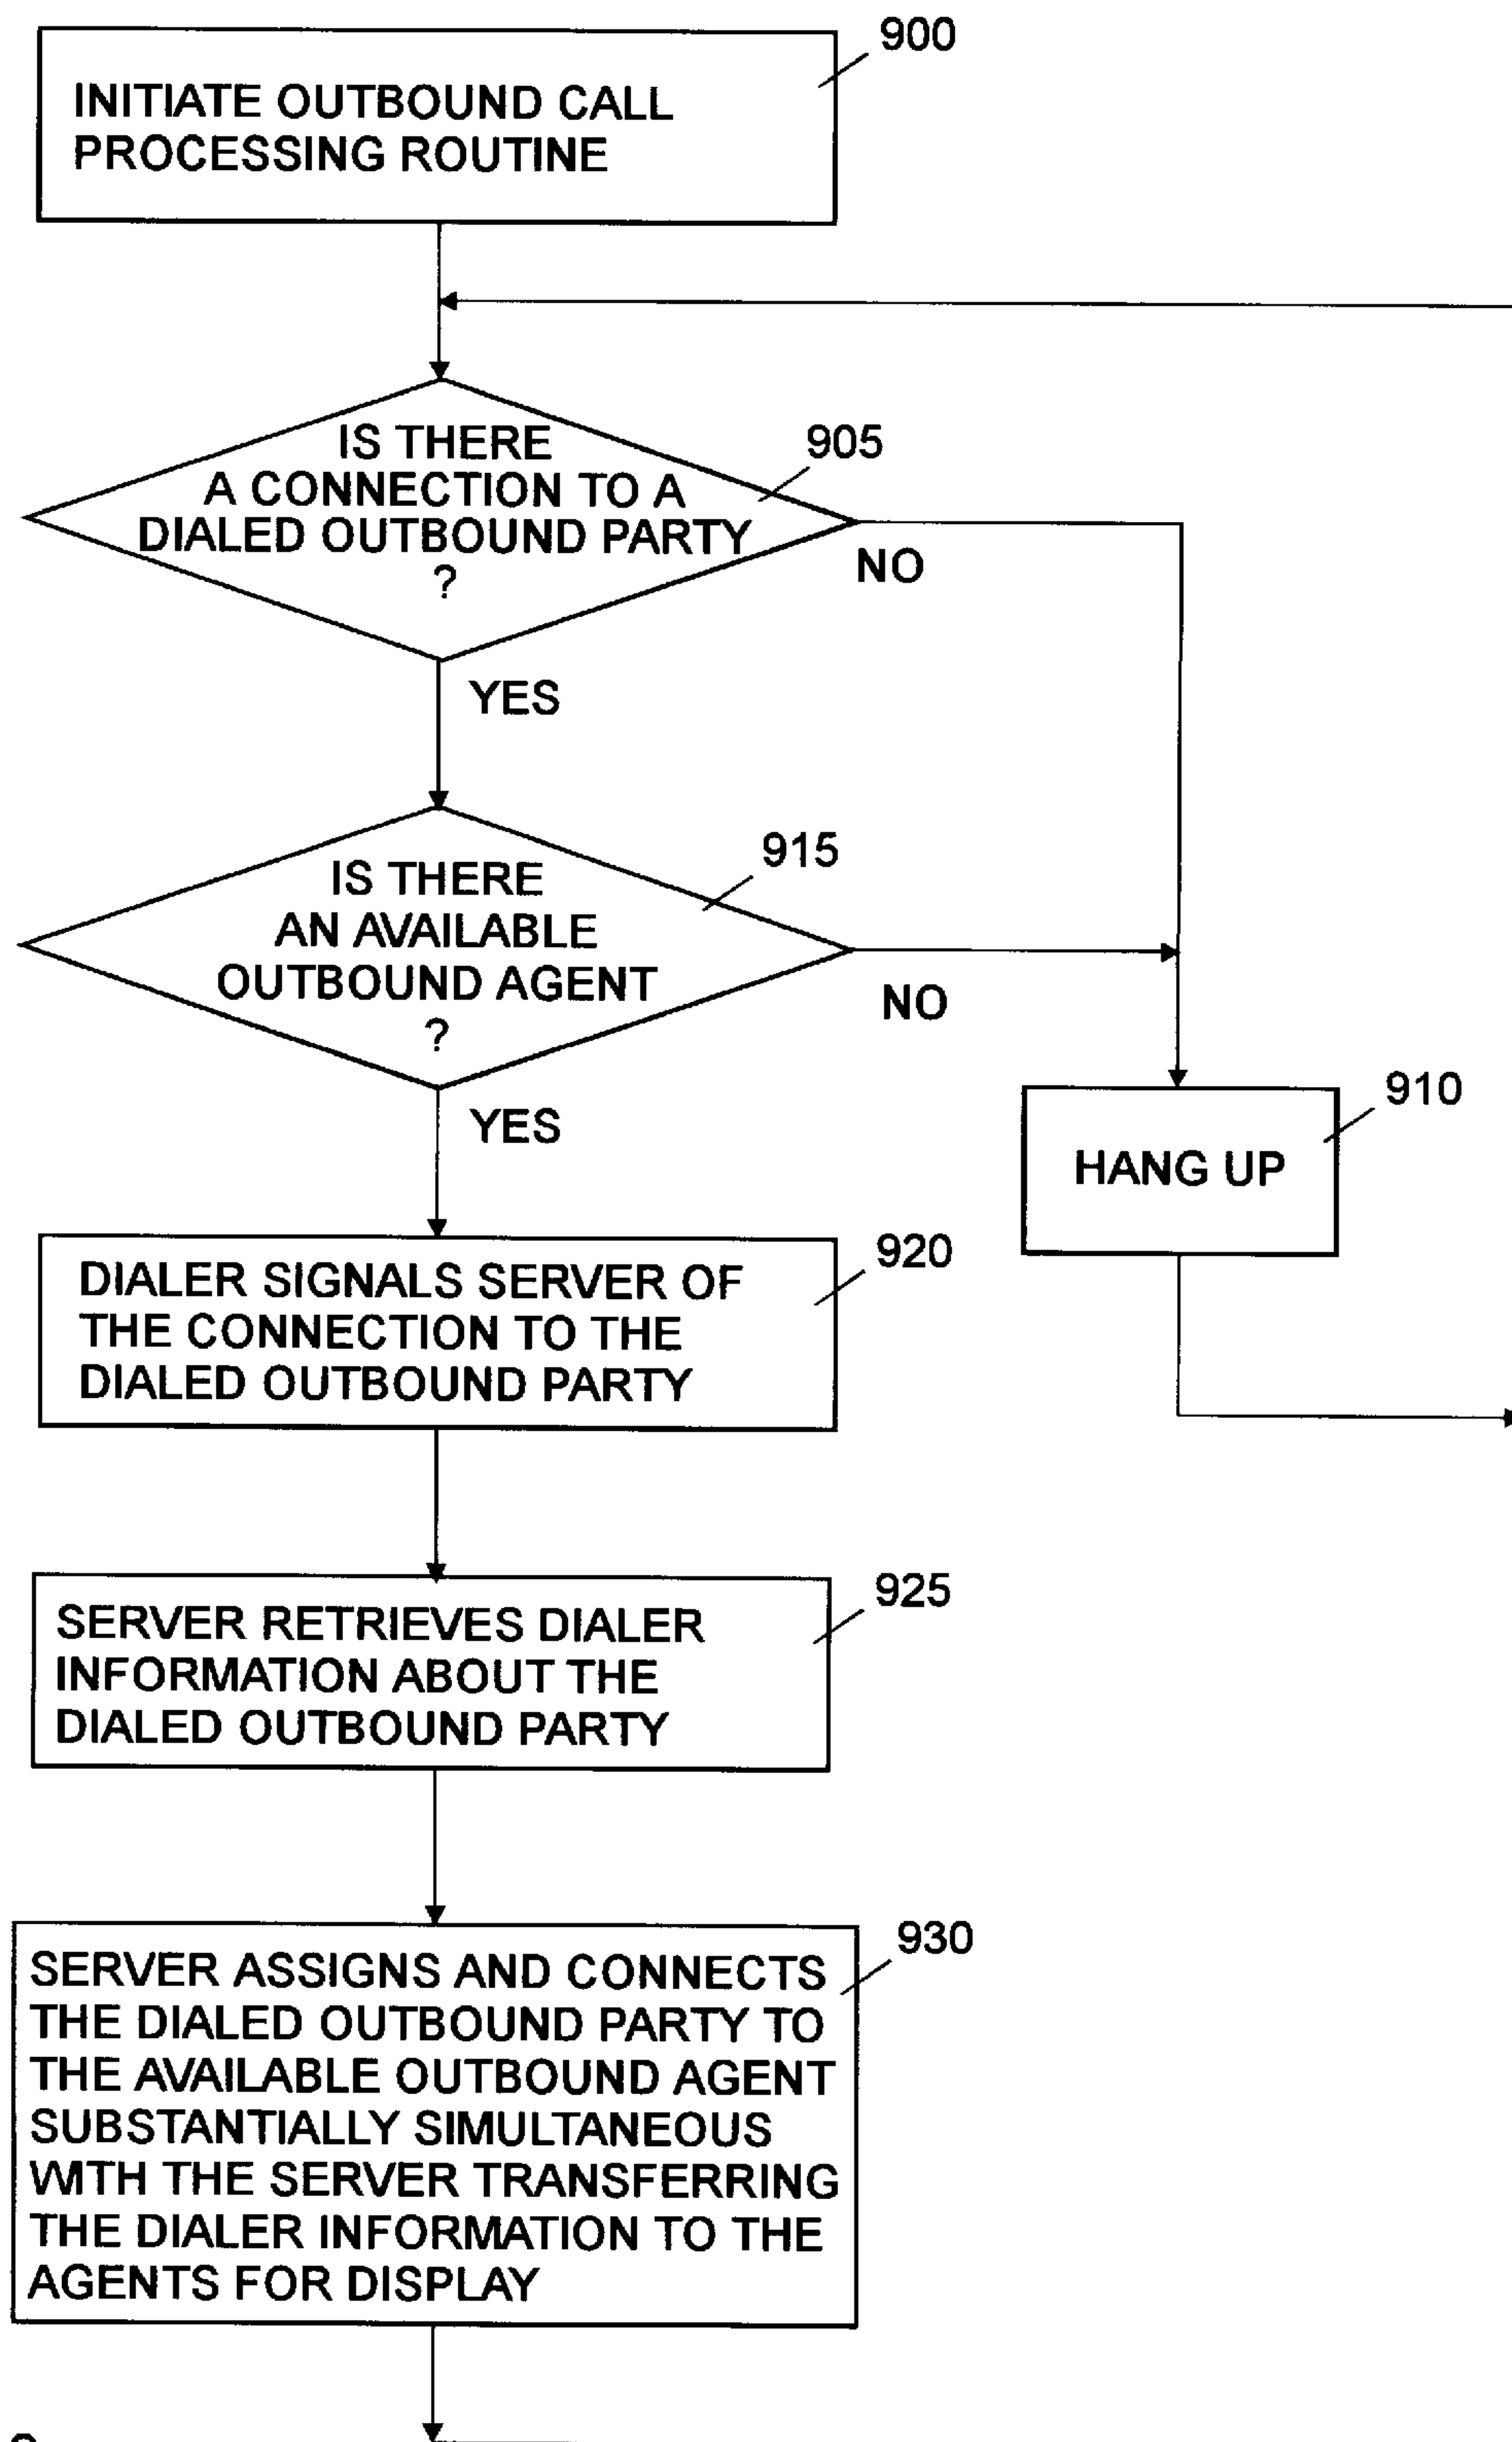 900
INITIATE OUTBOUND CALL
PROCESSING ROUTINE
905
IS THERE
A CONNECTION TO A
DIALED OUTBOUND PARTY
?
NO
YES
915
IS THERE
AN AVAILABLE
OUTBOUND AGENT
?
NO
YES
910
HANG UP
920
DIALER SIGNALS SERVER OF
THE CONNECTION TO THE
DIALED OUTBOUND PARTY
925
SERVER RETRIEVES DIALER
INFORMATION ABOUT THE
DIALED OUTBOUND PARTY
930
SERVER ASSIGNS AND CONNECTS
THE DIALED OUTBOUND PARTY TO
THE AVAILABLE OUTBOUND AGENT
SUBSTANTIALLY SIMULTANEOUS
WITH THE SERVER TRANSFERRING
THE DIALER INFORMATION TO THE
AGENTS FOR DISPLAY